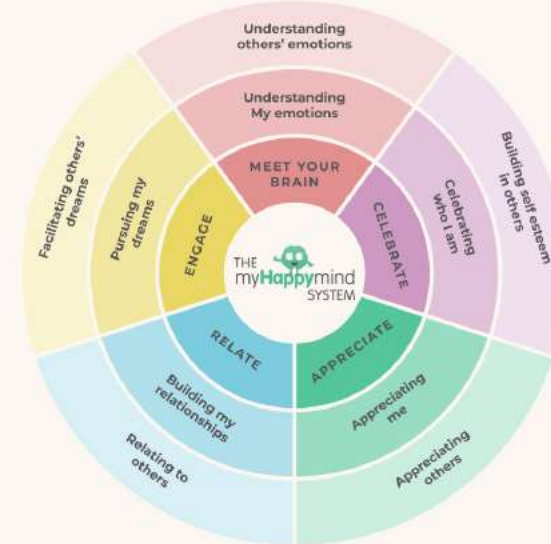 Understanding
others' emotions
Understanding
My emotions
MEET YOUR
BRAIN
Building self esteem
in others
Celebrating
who I am
CELEBRATE
Appreciating
others
Appreciating
me
APPRECIATE
Relating to
others
Building my
relationships
RELATE
Facilitating others'
dreams
Pursuing my
dreams
ENGAGE
THE
myHappymind
SYSTEM